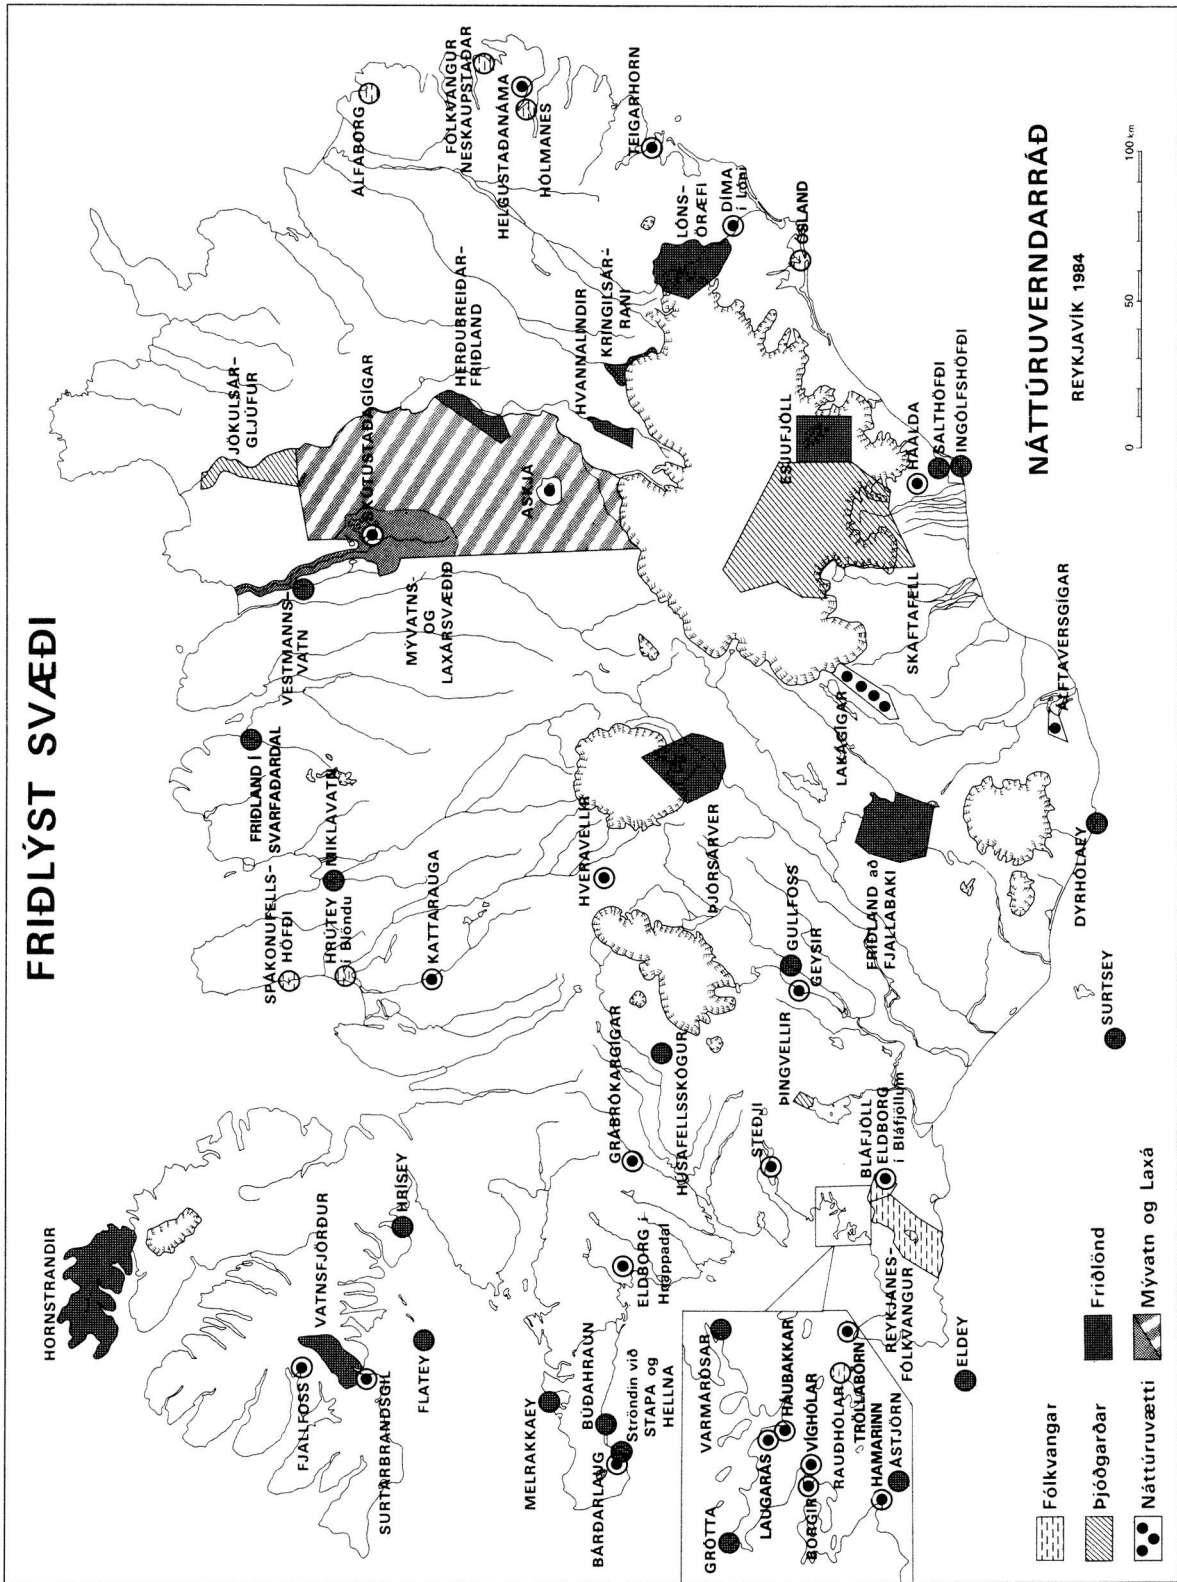 FRIÐLÝST SVÆÐI
HORNSTRANDIR
VATNSFJÖRÐUR
FJALLFOSS
SURTARBRANDSGIL
HRÍSEY
FLATEY
MELRAKKAEY
BÚÐAHRAUN
BÁRÐARLAUG
Ströndin við
STAPA og
HELLNA
ELDBORG í
Hnappadal
GRÁBRÓKARGÍGAR
HÚSAFELLSSKÓGUR
STEÐJI
ÞINGVELLIR
BLÁFJÖLL
ELDBORG
í Bláfjöllum
REYKJANES-
FÓLKVANGUR
ELDEY
GRÓTTA
VARMÁRÓSAR
LAUGARÁS
HÁUBAKKAR
BORGIR
VÍGHÓLAR
RAUÐHÓLAR
TRÖLLABÖRN
HAMARINN
ÁSTJÖRN
SPÁKONUFELLS-
HÖFÐI
HRÚTEY
í Blöndu
MIKLAVATN
KATTARAUGA
FRIÐLAND Í
SVARFAÐARDAL
HVERAVELLIR
ÞJÓRSÁRVER
GULLFOSS
GEYSIR
FRIÐLAND að
FJALLABAKI
SURTSEY
DYRHÓLAEY
LAKAGÍGAR
ÁLFTAVERSGÍGAR
SKAFTAFELL
VESTMANNS-
VATN
MÝVATNS-
OG
LAXÁRSVÆÐIÐ
SKÚTUSTAÐAGÍGAR
JÖKULSÁR-
GLJÚFUR
ASKJA
HERÐUBREIÐAR-
FRIÐLAND
HVANNALINDIR
KRINGILSÁR-
RANI
ESJUFJÖLL
HÁALDA
SALTHÖFÐI
INGÓLFSHÖFÐI
ÁLFABORG
FÓLKVANGUR
NESKAUPSTAÐAR
HELGUSTAÐANÁMA
HÓLMANES
TEIGARHORN
LÓNS-
ÖRÆFI
DÍMA
í Lóni
ÓSLAND
NÁTTÚRUVERNDARRÁÐ
REYKJAVÍK 1984
0
50
100 km
Fólkvangar
Þjóðgarðar
Náttúruvætti
Friðlönd
Mývatn og Laxá